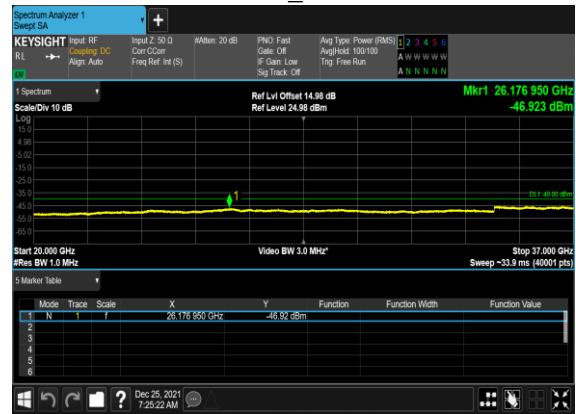 Spectrum Analyzer 1
Swept SA
+
KEYSIGHT Input: RF Input Z: 50 Ω #Atten: 20 dB PNO: Fast Avg Type: Power (RMS) 1 2 3 4 5 6
RL Coupling: DC Corr CCorr Gate: Off Avg|Hold: 100/100 A W W W W W
Align: Auto Freq Ref: Int (S) IF Gain: Low Trig: Free Run
Sig Track: Off A N N N N N
1 Spectrum Ref Lvl Offset 14.98 dB Mkr1 26.176 950 GHz
Scale/Div 10 dB Ref Level 24.98 dBm -46.923 dBm
Log
15.0
4.98
-5.02
-15.0
-25.0
-35.0 1 DL1 -40.00 dBm
-45.0
-55.0
-65.0
Start 20.000 GHz Video BW 3.0 MHz* Stop 37.000 GHz
#Res BW 1.0 MHz Sweep ~33.9 ms (40001 pts)
5 Marker Table
Mode Trace Scale X Y Function Function Width Function Value
1 N 1 f 26.176 950 GHz -46.92 dBm
2
3
4
5
6
? Dec 25, 2021
7:25:22 AM